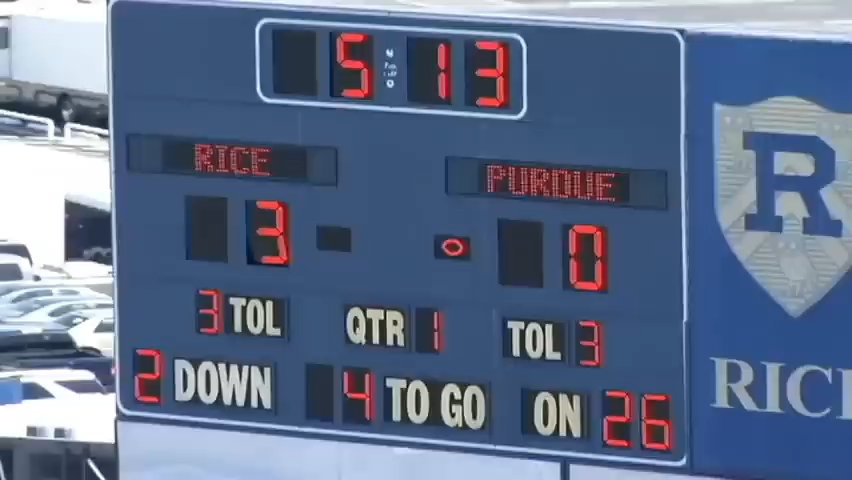 5 13
RICE
PURDUE
3 0
3 TOL QTR 1 TOL 3
2 DOWN 4 TO GO ON 26
R
RIC